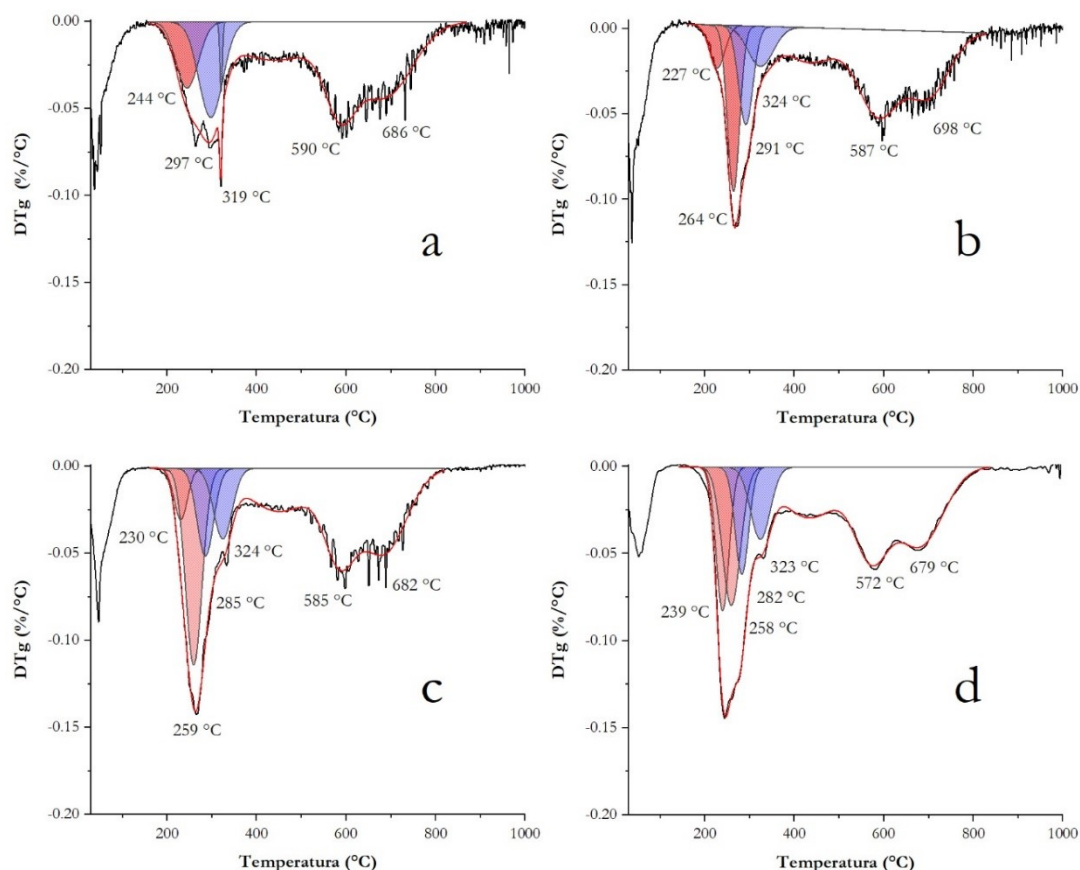 0.00
-0.05
-0.10
-0.15
-0.20
DTg (%/°C)
200
400
600
800
1000
Temperatura (°C)
244 °C
297 °C
319 °C
590 °C
686 °C
a
0.00
-0.05
-0.10
-0.15
-0.20
DTg (%/°C)
200
400
600
800
1000
Temperatura (°C)
227 °C
324 °C
291 °C
264 °C
587 °C
698 °C
b
0.00
-0.05
-0.10
-0.15
-0.20
DTg (%/°C)
200
400
600
800
1000
Temperatura (°C)
230 °C
324 °C
285 °C
259 °C
585 °C
682 °C
c
0.00
-0.05
-0.10
-0.15
-0.20
DTg (%/°C)
200
400
600
800
1000
Temperatura (°C)
239 °C
323 °C
282 °C
258 °C
572 °C
679 °C
d